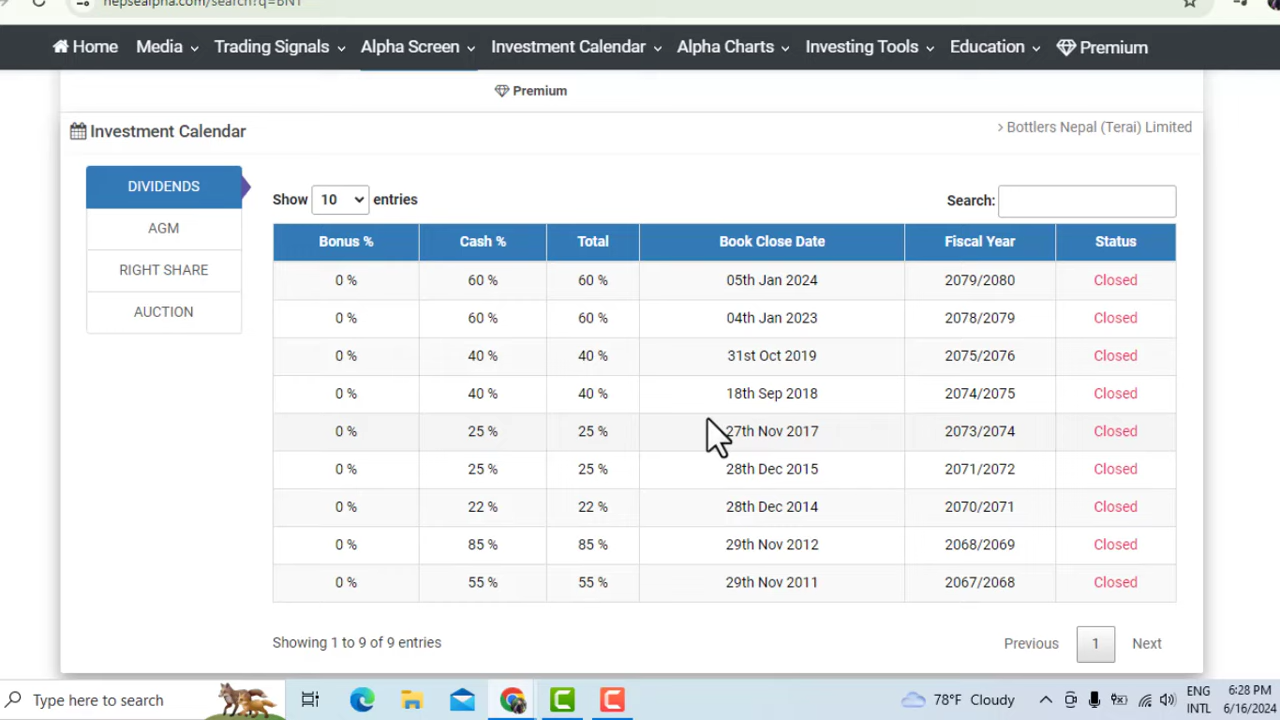 nepsealpha.com/search?q=BNT
Home Media Trading Signals Alpha Screen Investment Calendar Alpha Charts Investing Tools Education Premium
Premium
Investment Calendar
> Bottlers Nepal (Terai) Limited
DIVIDENDS
AGM
RIGHT SHARE
AUCTION
Show 10 entries
Search:
Bonus % Cash % Total Book Close Date Fiscal Year Status
0 % 60 % 60 % 05th Jan 2024 2079/2080 Closed
0 % 60 % 60 % 04th Jan 2023 2078/2079 Closed
0 % 40 % 40 % 31st Oct 2019 2075/2076 Closed
0 % 40 % 40 % 18th Sep 2018 2074/2075 Closed
0 % 25 % 25 % 27th Nov 2017 2073/2074 Closed
0 % 25 % 25 % 28th Dec 2015 2071/2072 Closed
0 % 22 % 22 % 28th Dec 2014 2070/2071 Closed
0 % 85 % 85 % 29th Nov 2012 2068/2069 Closed
0 % 55 % 55 % 29th Nov 2011 2067/2068 Closed
Showing 1 to 9 of 9 entries
Previous 1 Next
Type here to search
78°F Cloudy
ENG
INTL
6:28 PM
6/16/2024